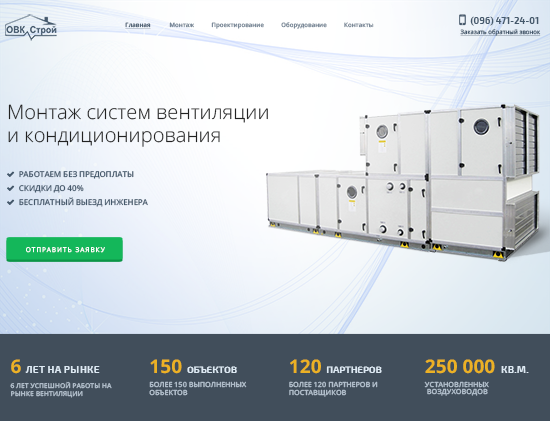 ОВК Строй
Главная Монтаж Проектирование Оборудование Контакты
(096) 471-24-01
Заказать обратный звонок
Монтаж систем вентиляции
и кондиционирования
РАБОТАЕМ БЕЗ ПРЕДОПЛАТЫ
СКИДКИ ДО 40%
БЕСПЛАТНЫЙ ВЫЕЗД ИНЖЕНЕРА
ОТПРАВИТЬ ЗАЯВКУ
6 ЛЕТ НА РЫНКЕ
6 ЛЕТ УСПЕШНОЙ РАБОТЫ НА
РЫНКЕ ВЕНТИЛЯЦИИ
150 ОБЪЕКТОВ
БОЛЕЕ 150 ВЫПОЛНЕННЫХ
ОБЪЕКТОВ
120 ПАРТНЕРОВ
БОЛЕЕ 120 ПАРТНЕРОВ И
ПОСТАВЩИКОВ
250 000 КВ.М.
УСТАНОВЛЕННЫХ
ВОЗДУХОВОДОВ